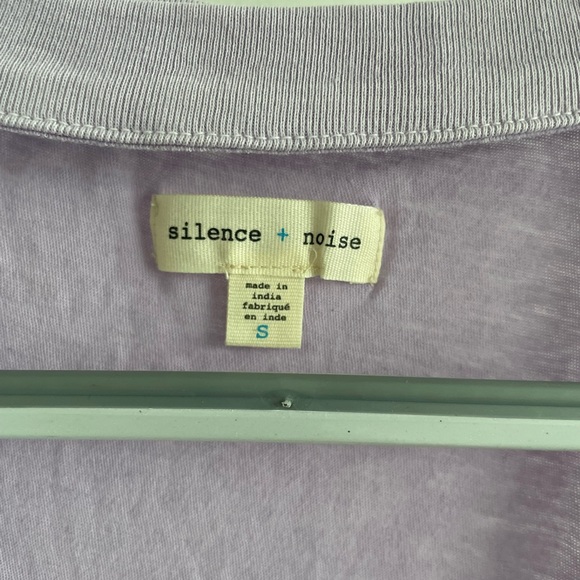 silence + noise
made in
india
fabriqué
en inde
S